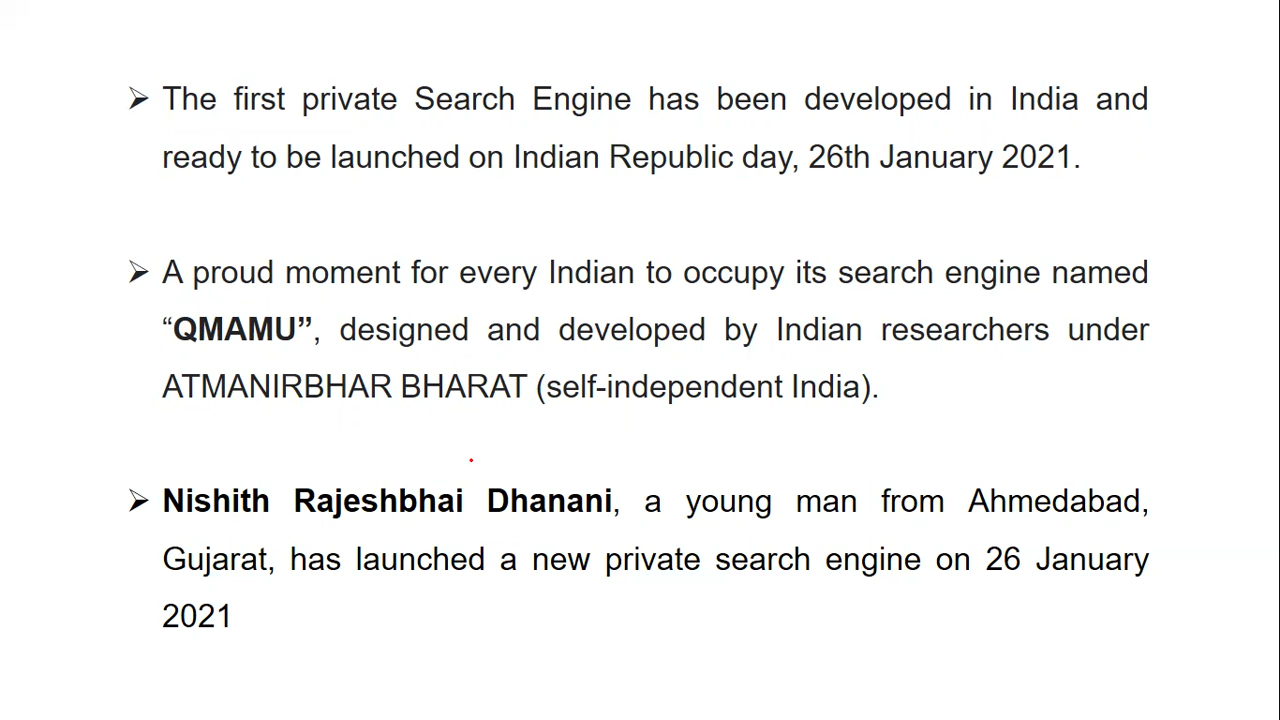 ➢ The first private Search Engine has been developed in India and
ready to be launched on Indian Republic day, 26th January 2021.
➢ A proud moment for every Indian to occupy its search engine named
“QMAMU”, designed and developed by Indian researchers under
ATMANIRBHAR BHARAT (self-independent India).
➢ Nishith Rajeshbhai Dhanani, a young man from Ahmedabad,
Gujarat, has launched a new private search engine on 26 January
2021